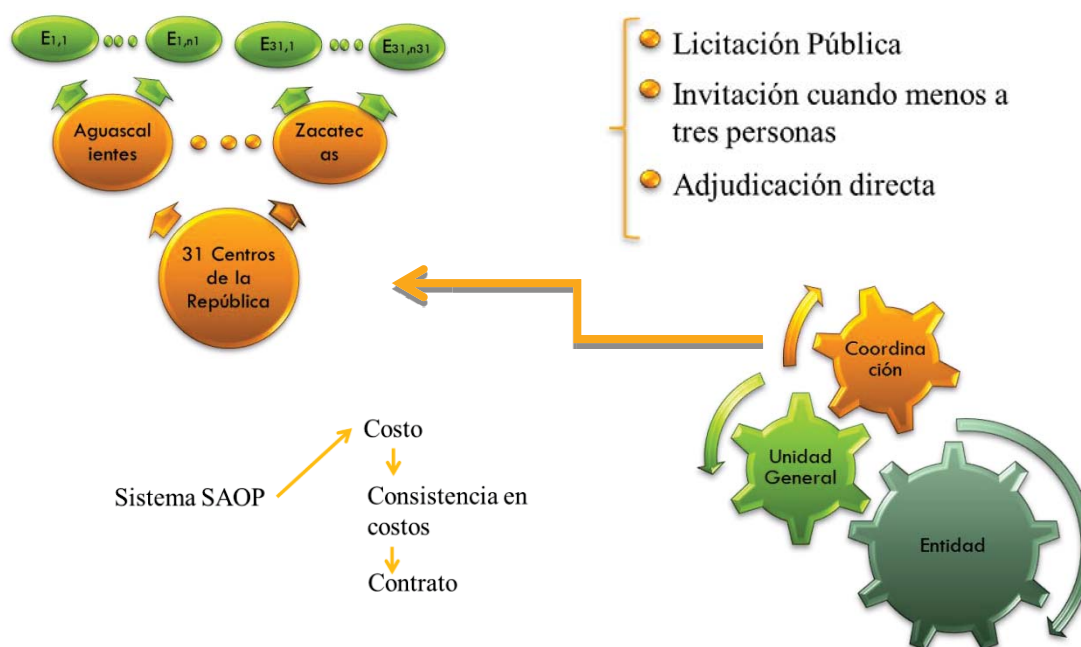 E1,1
E1,n1
E31,1
E31,n31
Aguascal
ientes
Zacatec
as
31 Centros
de la
República
Licitación Pública
Invitación cuando menos a
tres personas
Adjudicación directa
Coordina
ción
Unidad
General
Entidad
Sistema SAOP
Costo
Consistencia en
costos
Contrato